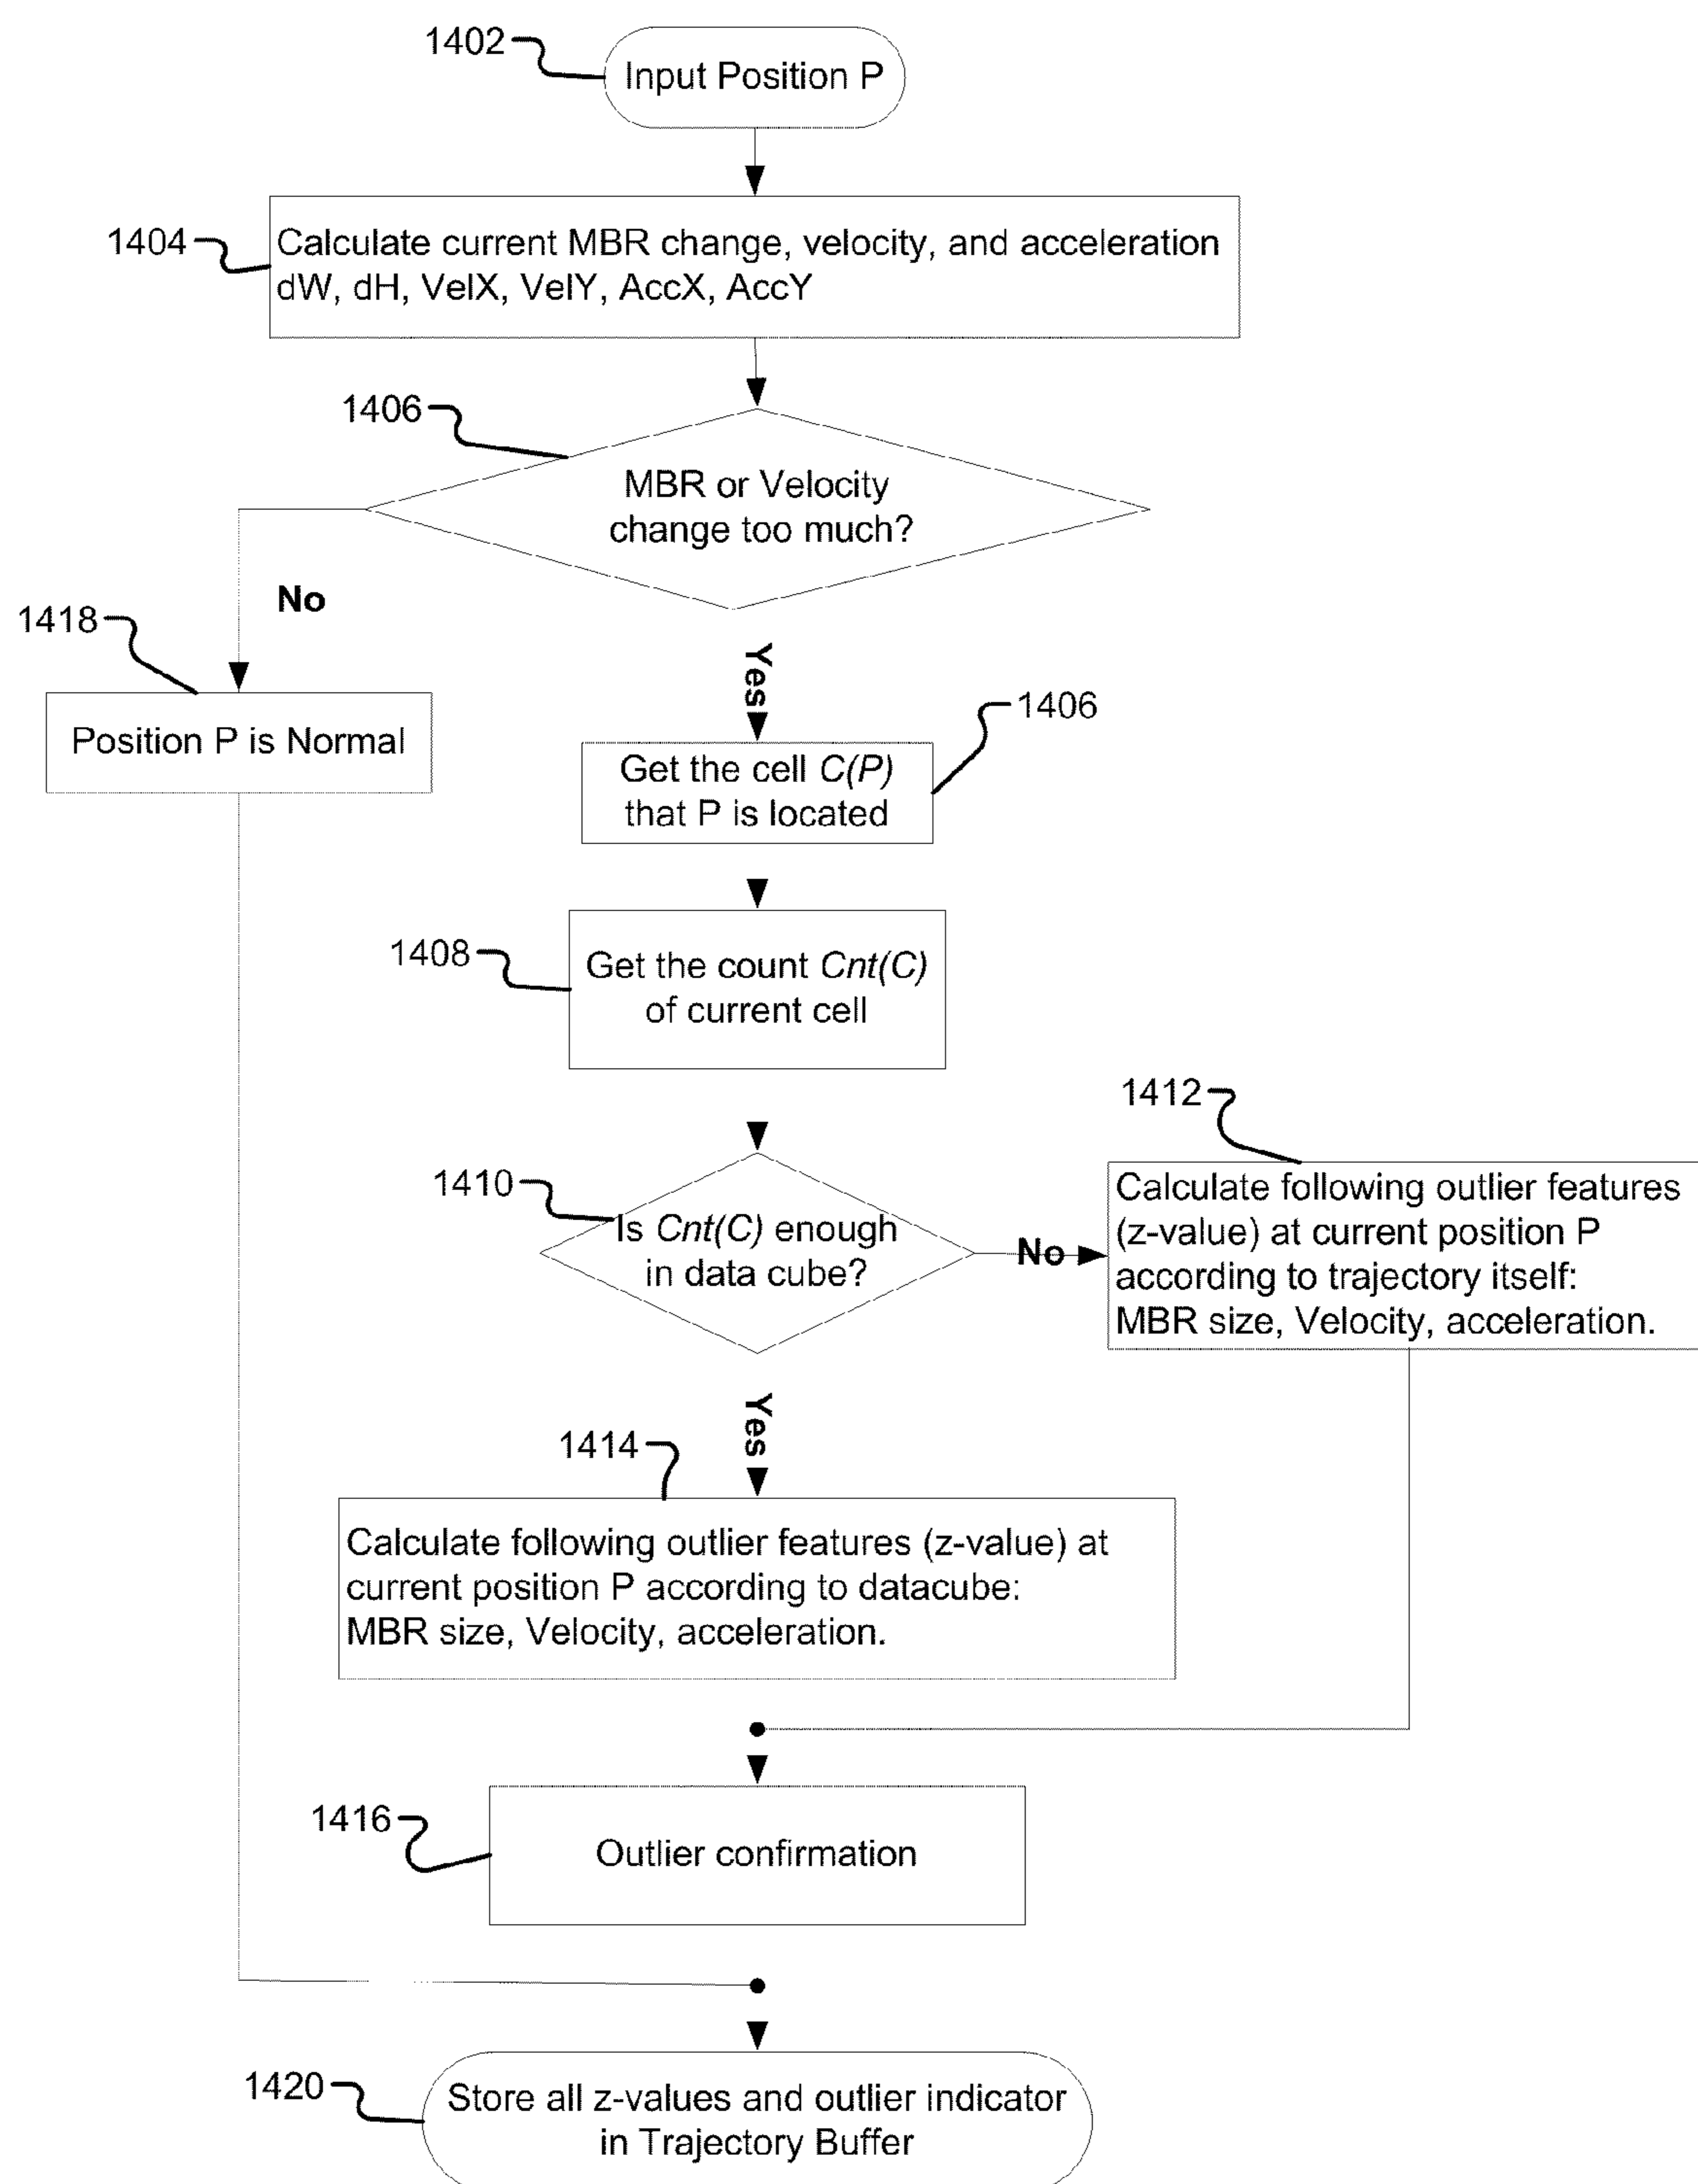 1402
Input Position P
1404
Calculate current MBR change, velocity, and acceleration
dW, dH, VelX, VelY, AccX, AccY
1406
MBR or Velocity
change too much?
No
1418
Position P is Normal
Yes
1406
Get the cell C(P)
that P is located
1408
Get the count Cnt(C)
of current cell
1410
Is Cnt(C) enough
in data cube?
No
1412
Calculate following outlier features
(z-value) at current position P
according to trajectory itself:
MBR size, Velocity, acceleration.
Yes
1414
Calculate following outlier features (z-value) at
current position P according to datacube:
MBR size, Velocity, acceleration.
1416
Outlier confirmation
1420
Store all z-values and outlier indicator
in Trajectory Buffer